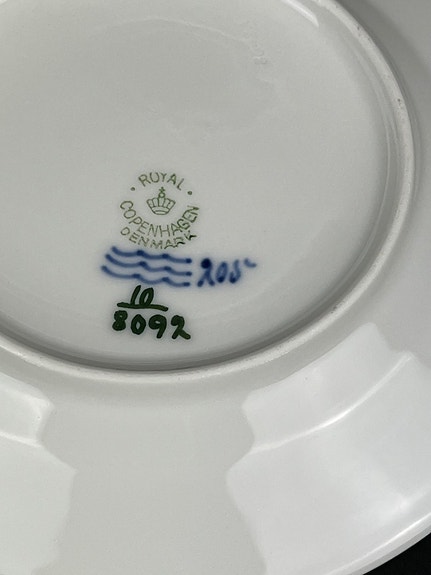 ROYAL
COPENHAGEN
DENMARK
205
10
8092